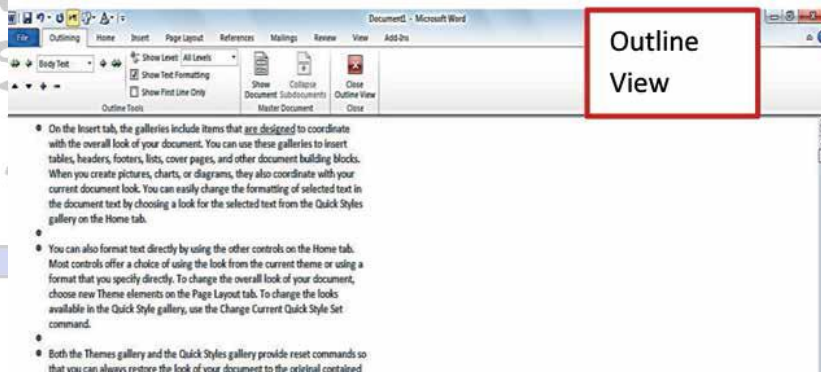 Document1 - Microsoft Word
File Outlining Home Insert Page Layout References Mailings Review View Add-Ins
Outline
View
Body Text
Show Level: All Levels
Show Text Formatting
Show First Line Only
Show Document
Collapse Subdocuments
Close Outline View
Outline Tools Master Document Close
On the Insert tab, the galleries include items that are designed to coordinate
with the overall look of your document. You can use these galleries to insert
tables, headers, footers, lists, cover pages, and other document building blocks.
When you create pictures, charts, or diagrams, they also coordinate with your
current document look. You can easily change the formatting of selected text in
the document text by choosing a look for the selected text from the Quick Styles
gallery on the Home tab.
You can also format text directly by using the other controls on the Home tab.
Most controls offer a choice of using the look from the current theme or using a
format that you specify directly. To change the overall look of your document,
choose new Theme elements on the Page Layout tab. To change the looks
available in the Quick Style gallery, use the Change Current Quick Style Set
command.
Both the Themes gallery and the Quick Styles gallery provide reset commands so
that you can always restore the look of your document to the original contained